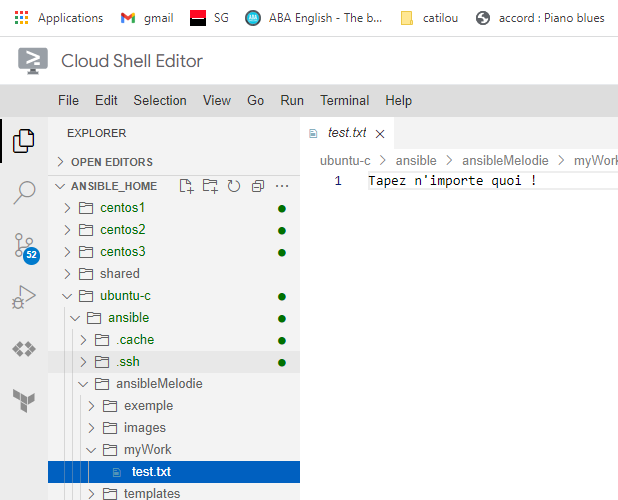 Applications gmail SG ABA English - The b... catilou accord : Piano blues
Cloud Shell Editor
File Edit Selection View Go Run Terminal Help
EXPLORER
OPEN EDITORS
ANSIBLE_HOME
centos1
centos2
centos3
shared
ubuntu-c
ansible
.cache
.ssh
ansibleMelodie
exemple
images
myWork
test.txt
templates
52
test.txt
ubuntu-c > ansible > ansibleMelodie > myWork
1 Tapez n'importe quoi !